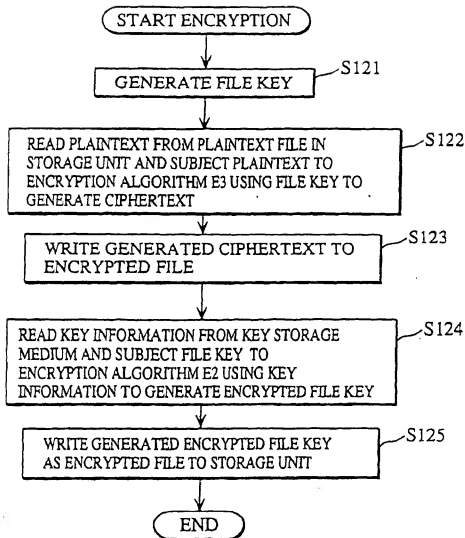 START ENCRYPTION
S121
GENERATE FILE KEY
S122
READ PLAINTEXT FROM PLAINTEXT FILE IN
STORAGE UNIT AND SUBJECT PLAINTEXT TO
ENCRYPTION ALGORITHM E3 USING FILE KEY TO
GENERATE CIPHERTEXT
S123
WRITE GENERATED CIPHERTEXT TO
ENCRYPTED FILE
S124
READ KEY INFORMATION FROM KEY STORAGE
MEDIUM AND SUBJECT FILE KEY TO
ENCRYPTION ALGORITHM E2 USING KEY
INFORMATION TO GENERATE ENCRYPTED FILE KEY
S125
WRITE GENERATED ENCRYPTED FILE KEY
AS ENCRYPTED FILE TO STORAGE UNIT
END